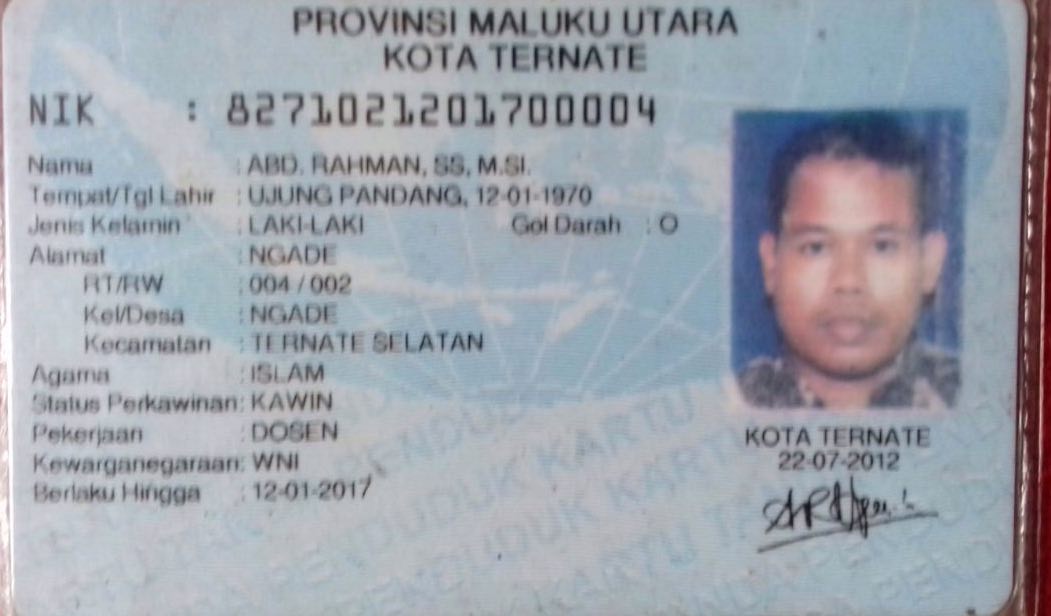 PROVINSI MALUKU UTARA
KOTA TERNATE
NIK : 8271021201700004
Nama : ABD. RAHMAN, SS, M.SI.
Tempat/Tgl Lahir : UJUNG PANDANG, 12-01-1970
Jenis Kelamin : LAKI-LAKI Gol Darah : O
Alamat : NGADE
RT/RW : 004 / 002
Kel/Desa : NGADE
Kecamatan : TERNATE SELATAN
Agama : ISLAM
Status Perkawinan: KAWIN
Pekerjaan : DOSEN
Kewarganegaraan: WNI
Berlaku Hingga : 12-01-2017
KOTA TERNATE
22-07-2012